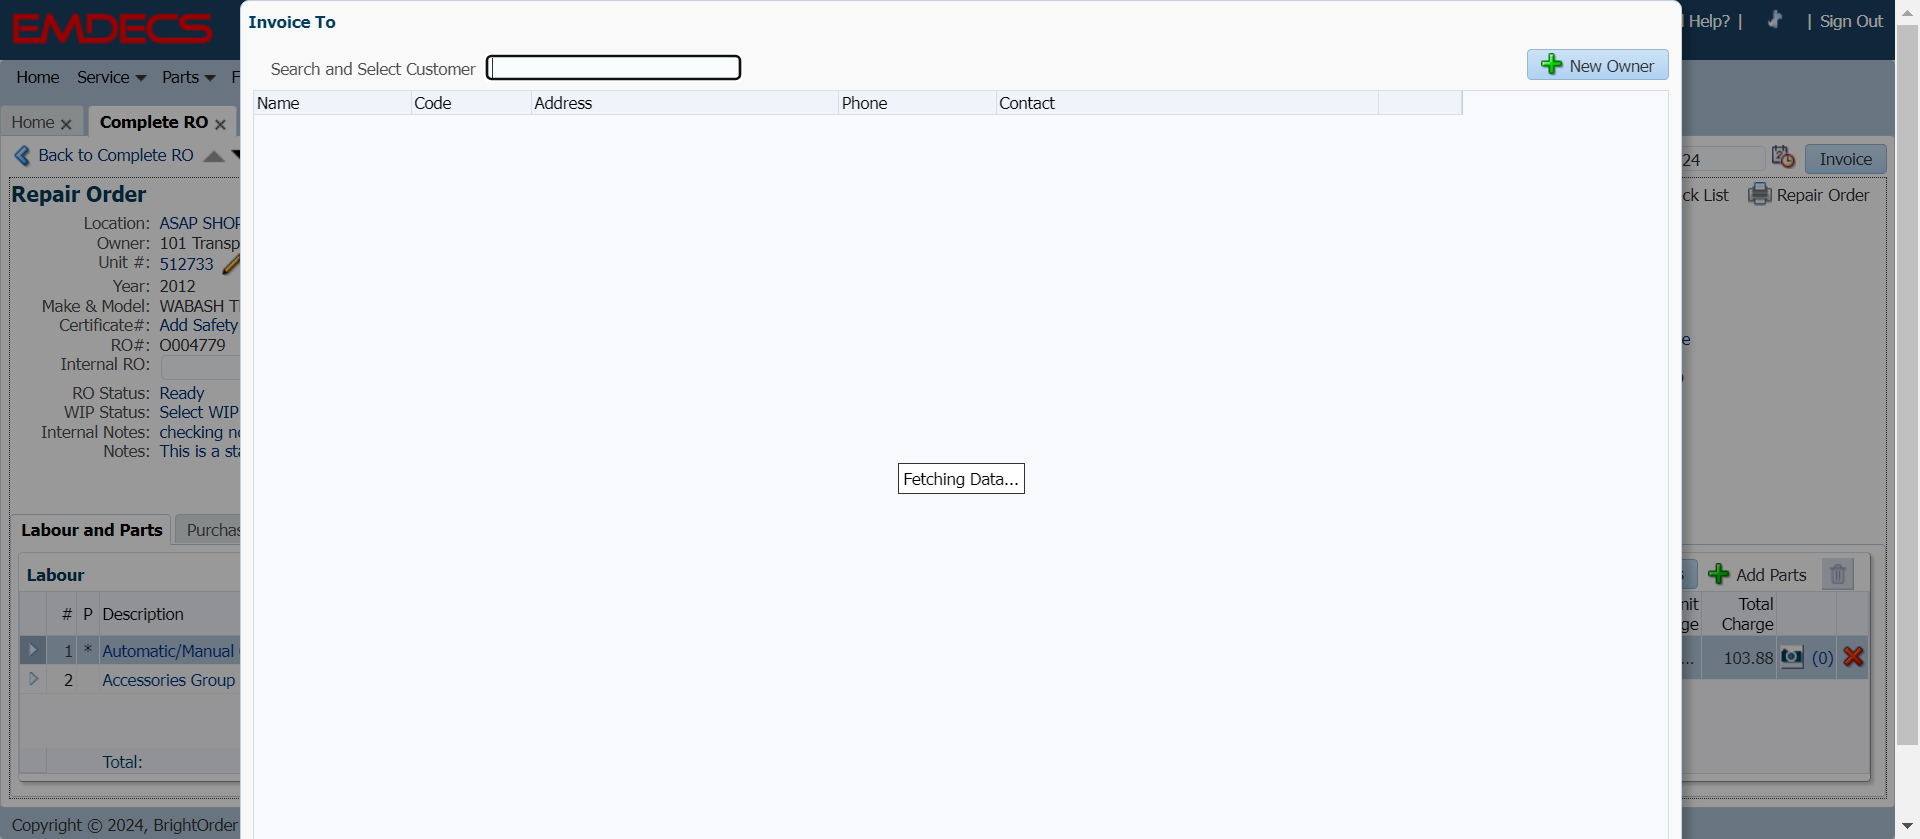 EMDECS
Invoice To
Help? |
| Sign Out
Search and Select Customer
New Owner
Home Service Parts F
Name Code Address Phone Contact
Home Complete RO
Back to Complete RO
24 Invoice
Repair Order
ck List Repair Order
Location: ASAP SHOP
Owner: 101 Transp
Unit #: 512733
Year: 2012
Make & Model: WABASH T
Certificate#: Add Safety
RO#: O004779
e
Internal RO:
RO Status: Ready
WIP Status: Select WIP
Internal Notes: checking no
Notes: This is a sta
Fetching Data...
Labour and Parts Purchas
Labour
Add Parts
# P Description
nit
ge
Total
Charge
1 * Automatic/Manual
... 103.88 (0)
2 Accessories Group
Total:
Copyright © 2024, BrightOrder